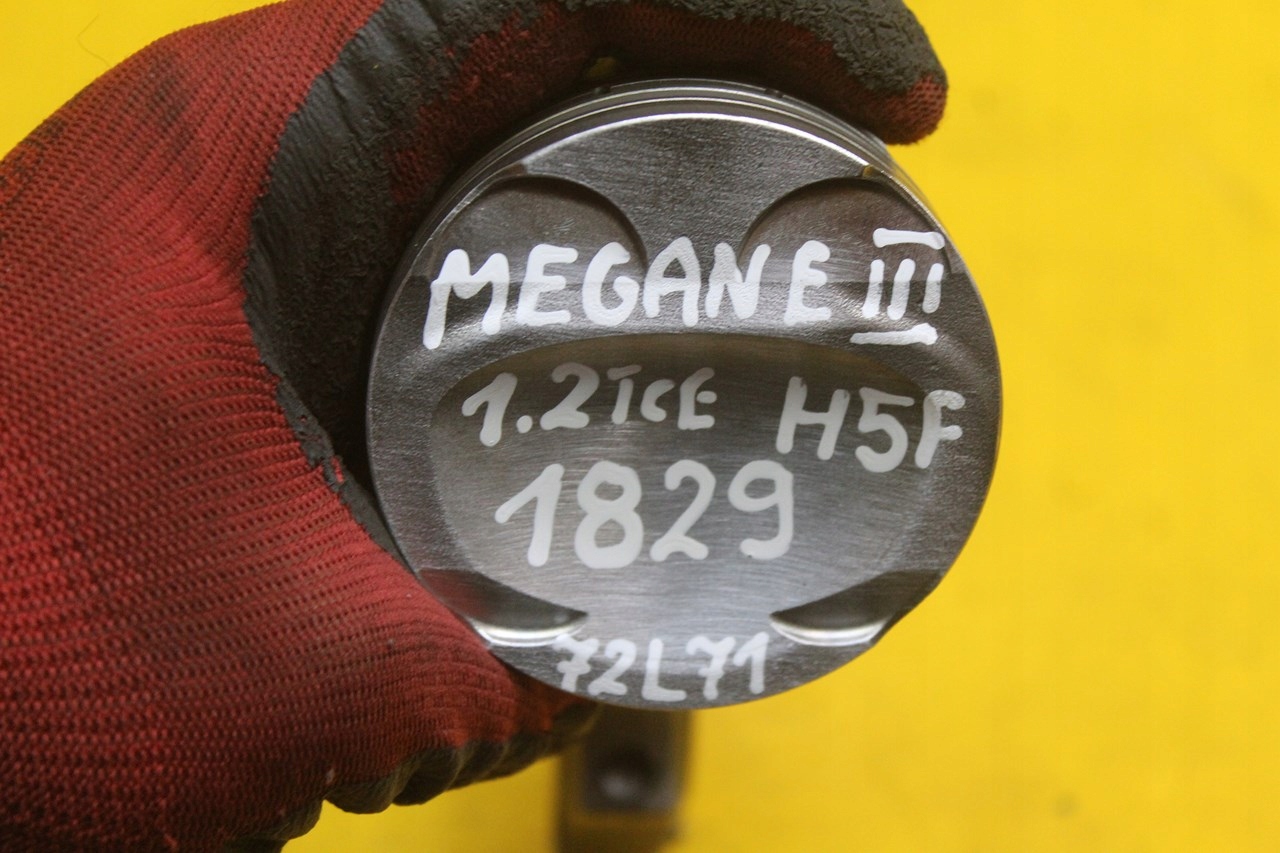 MEGANE III
1.2TCE H5F
1829
72L71